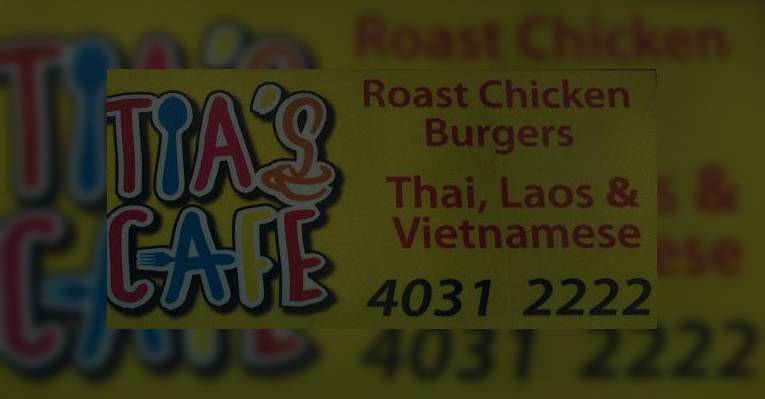 TIA'S
CAFE
Roast Chicken
Burgers
Thai, Laos &
Vietnamese
4031 2222